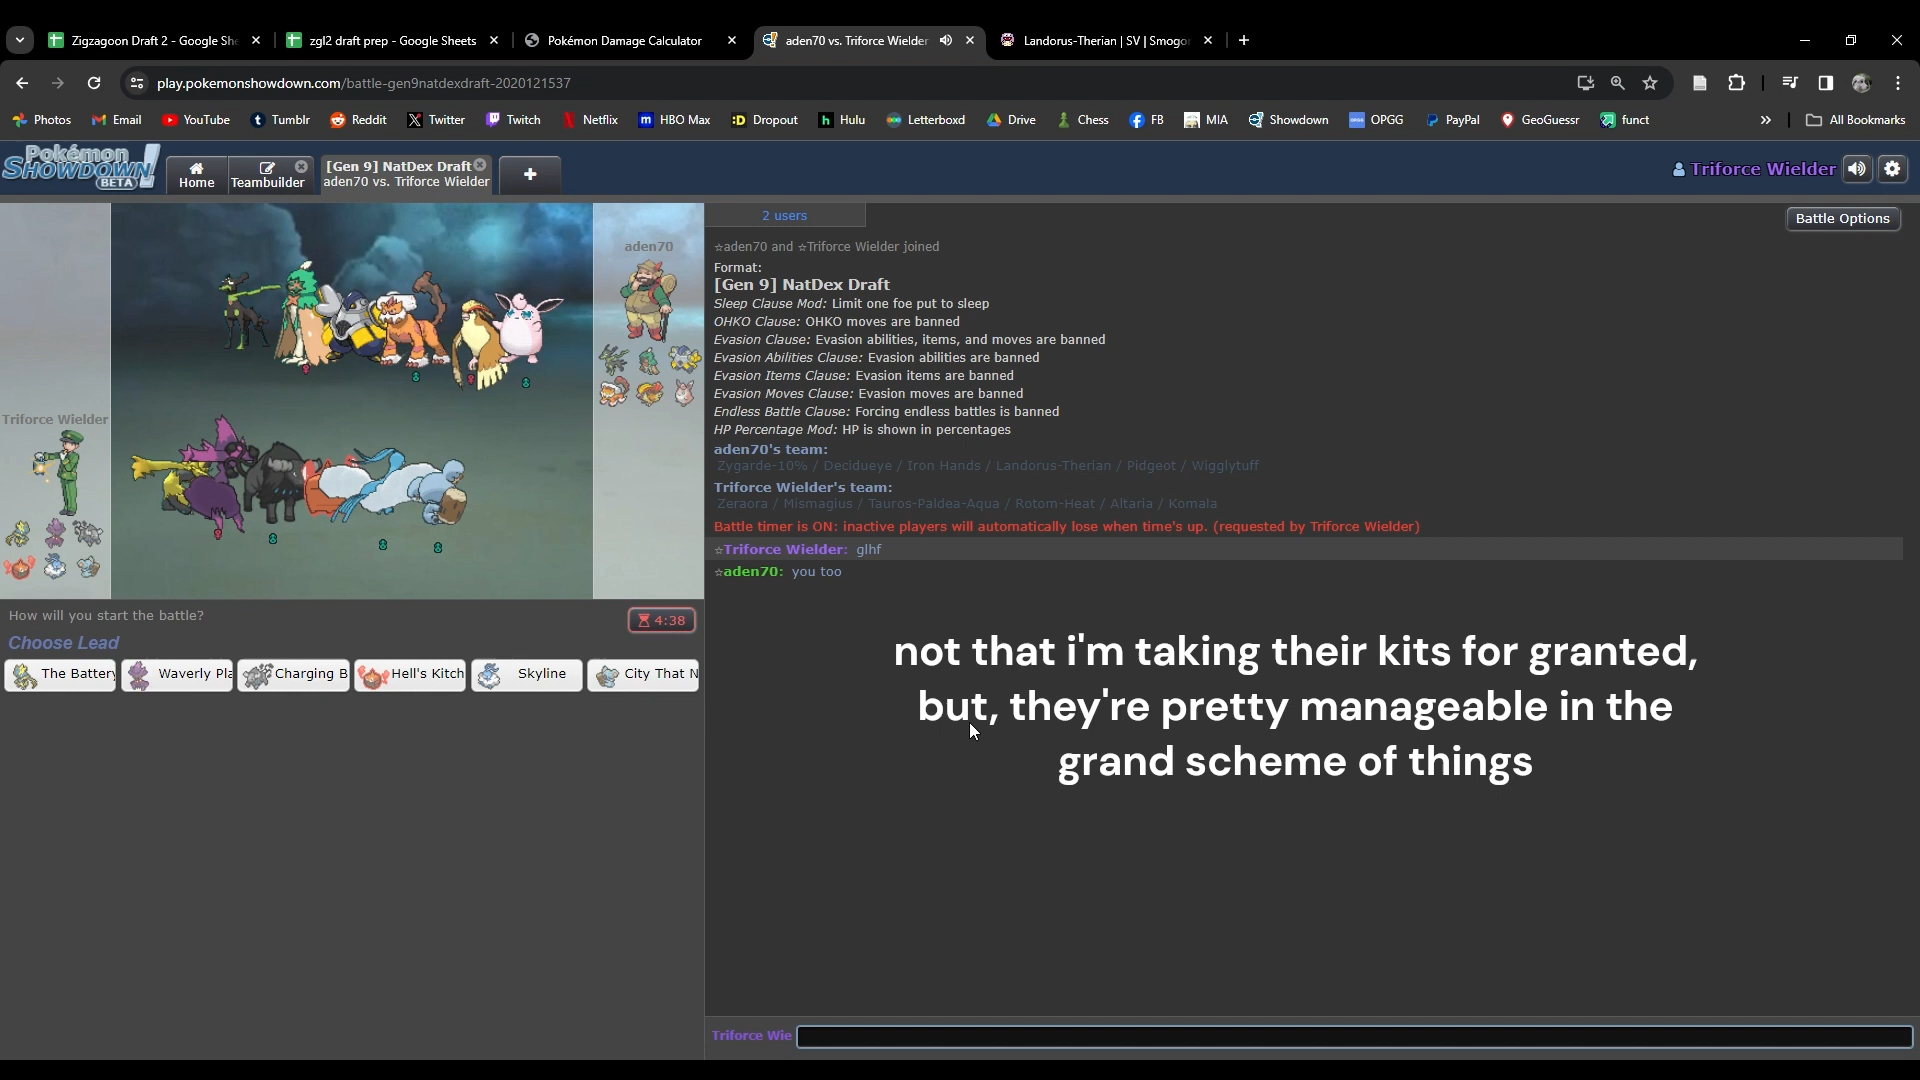 Zigzagoon Draft 2 - Google She
zgl2 draft prep - Google Sheets
Pokémon Damage Calculator
aden70 vs. Triforce Wielder
Landorus-Therian | SV | Smogo
play.pokemonshowdown.com/battle-gen9natdexdraft-2020121537
Photos Email YouTube Tumblr Reddit Twitter Twitch Netflix HBO Max Dropout Hulu Letterboxd Drive Chess FB MIA Showdown OPGG PayPal GeoGuessr funct » All Bookmarks
Pokémon
SHOWDOWN!
BETA
Home
Teambuilder
[Gen 9] NatDex Draft
aden70 vs. Triforce Wielder
Triforce Wielder
2 users
Battle Options
aden70
Triforce Wielder
☆aden70 and ☆Triforce Wielder joined
Format:
[Gen 9] NatDex Draft
Sleep Clause Mod: Limit one foe put to sleep
OHKO Clause: OHKO moves are banned
Evasion Clause: Evasion abilities, items, and moves are banned
Evasion Abilities Clause: Evasion abilities are banned
Evasion Items Clause: Evasion items are banned
Evasion Moves Clause: Evasion moves are banned
Endless Battle Clause: Forcing endless battles is banned
HP Percentage Mod: HP is shown in percentages
aden70's team:
Zygarde-10% / Decidueye / Iron Hands / Landorus-Therian / Pidgeot / Wigglytuff
Triforce Wielder's team:
Zeraora / Mismagius / Tauros-Paldea-Aqua / Rotom-Heat / Altaria / Komala
Battle timer is ON: inactive players will automatically lose when time's up. (requested by Triforce Wielder)
☆Triforce Wielder: glhf
☆aden70: you too
How will you start the battle?
4:38
Choose Lead
The Battery
Waverly Pla
Charging B
Hell's Kitch
Skyline
City That N
not that i'm taking their kits for granted,
but, they're pretty manageable in the
grand scheme of things
Triforce Wie